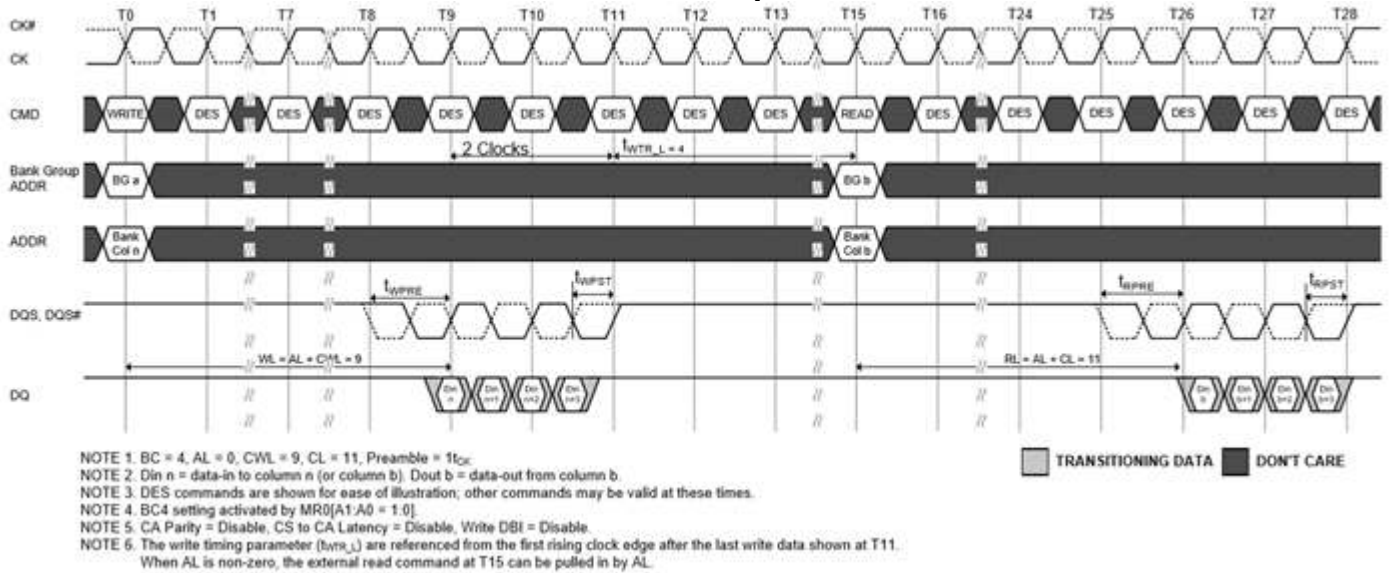 T0 T1 T7 T8 T9 T10 T11 T12 T13 T15 T16 T24 T25 T26 T27 T28
CK#
CK
CMD WRITE DES DES DES DES DES DES DES DES READ DES DES DES DES DES DES
2 Clocks tWTR_L = 4
Bank Group
ADDR
BG a BG b
ADDR
Bank
Col n
Bank
Col b
tWPRE tWPST tRPRE tRPST
DQS, DQS#
WL = AL + CWL = 9 RL = AL + CL = 11
DQ
Din
n
Din
n+1
Din
n+2
Din
n+3
Din
b
Din
b+1
Din
b+2
Din
b+3
NOTE 1. BC = 4, AL = 0, CWL = 9, CL = 11, Preamble = 1tCK
NOTE 2. Din n = data-in to column n (or column b). Dout b = data-out from column b.
NOTE 3. DES commands are shown for ease of illustration; other commands may be valid at these times.
NOTE 4. BC4 setting activated by MR0[A1:A0 = 1:0].
NOTE 5. CA Parity = Disable, CS to CA Latency = Disable, Write DBI = Disable.
NOTE 6. The write timing parameter (tWTR_L) are referenced from the first rising clock edge after the last write data shown at T11.
When AL is non-zero, the external read command at T15 can be pulled in by AL.
TRANSITIONING DATA DON'T CARE